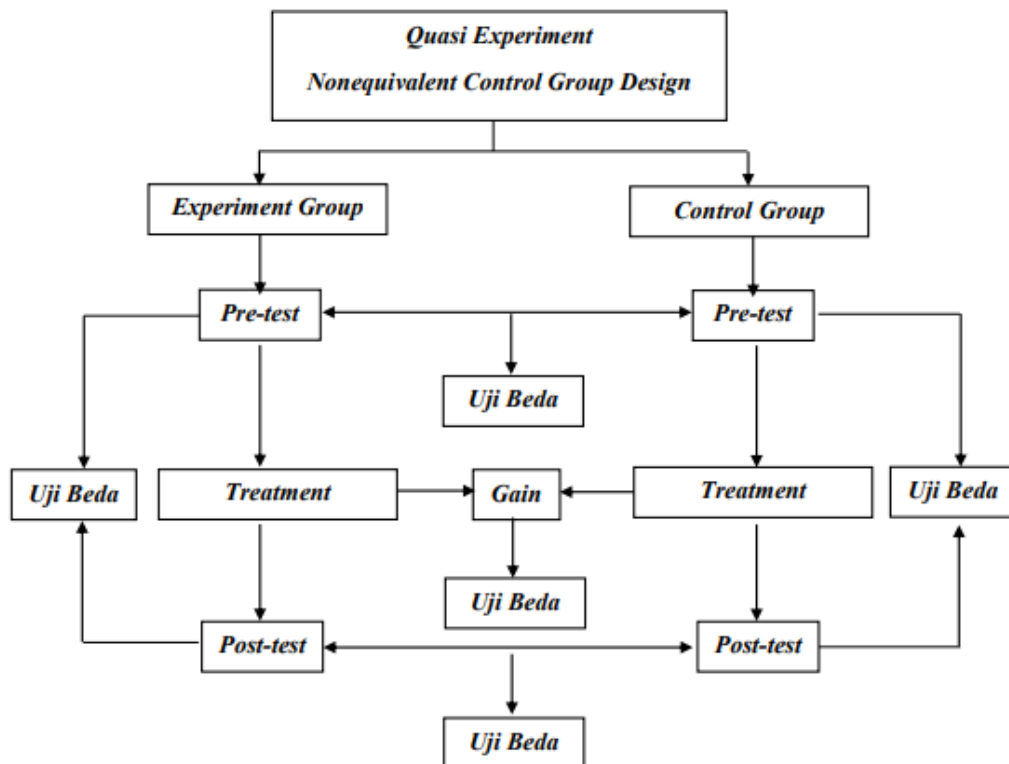 Quasi Experiment
Nonequivalent Control Group Design
Experiment Group
Control Group
Pre-test
Pre-test
Uji Beda
Uji Beda
Treatment
Gain
Treatment
Uji Beda
Uji Beda
Post-test
Post-test
Uji Beda